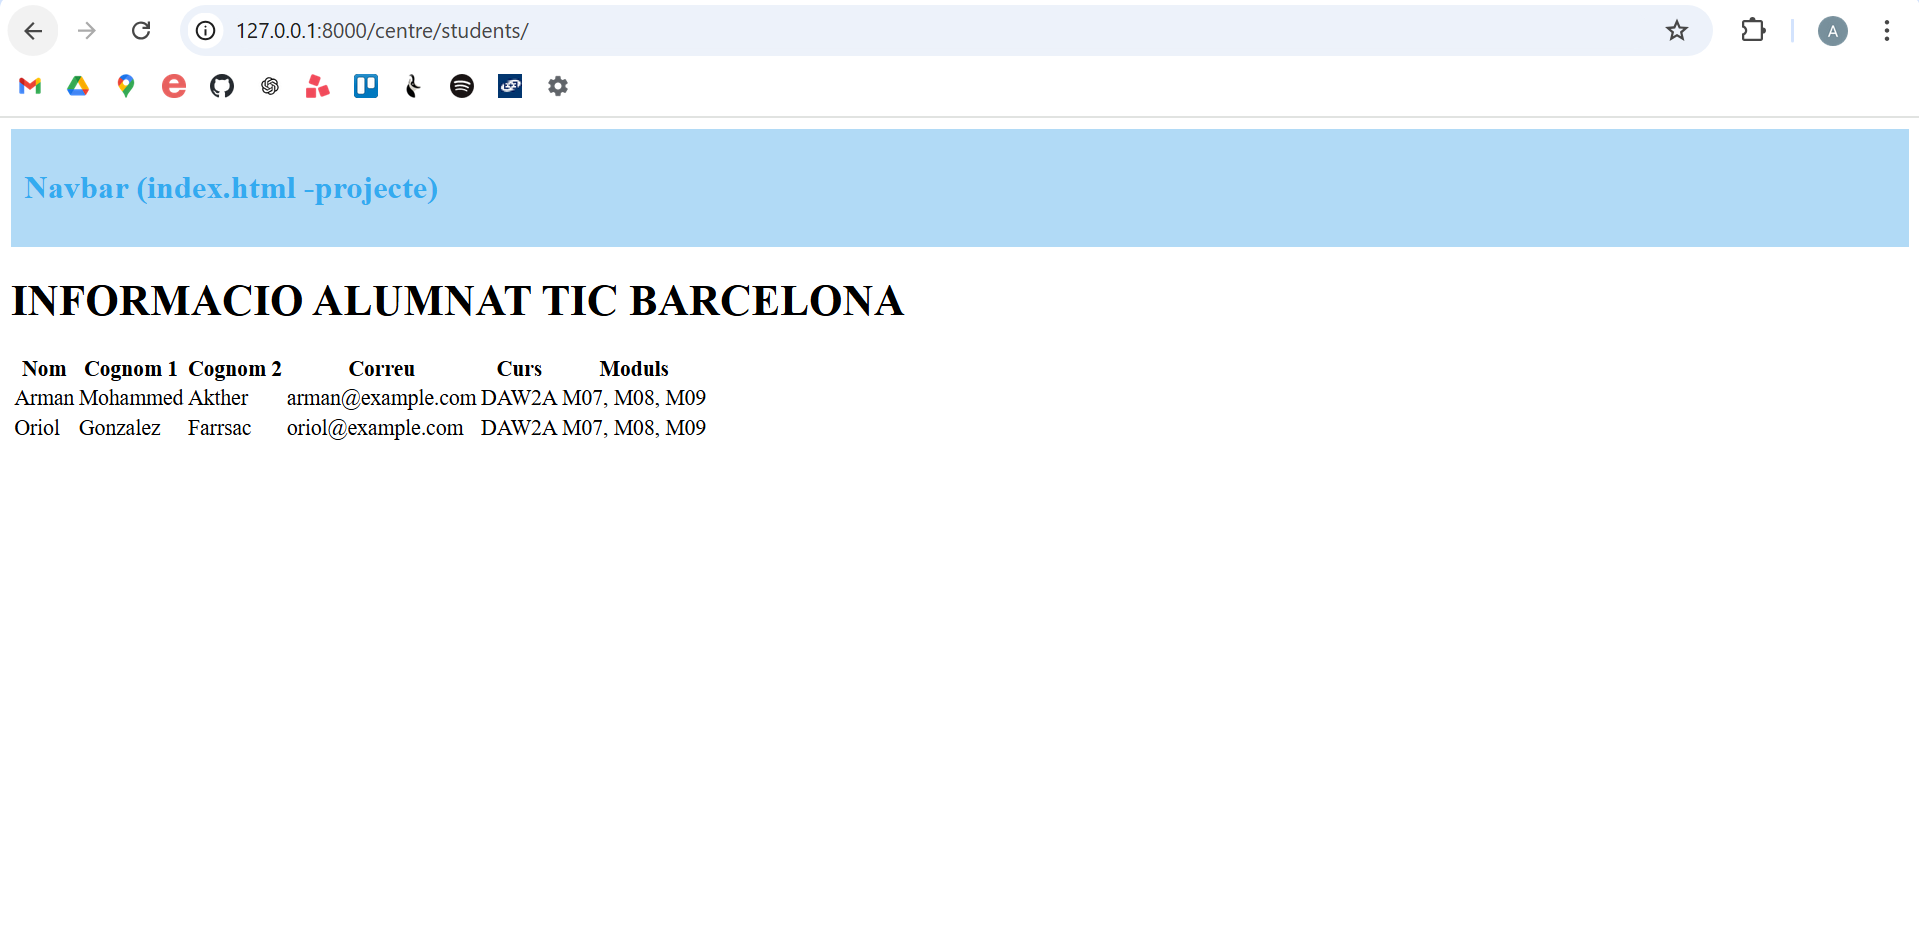 127.0.0.1:8000/centre/students/
A
Navbar (index.html -projecte)
INFORMACIO ALUMNAT TIC BARCELONA
Nom Cognom 1 Cognom 2 Correu Curs Moduls
Arman Mohammed Akther arman@example.com DAW2A M07, M08, M09
Oriol Gonzalez Farrsac oriol@example.com DAW2A M07, M08, M09